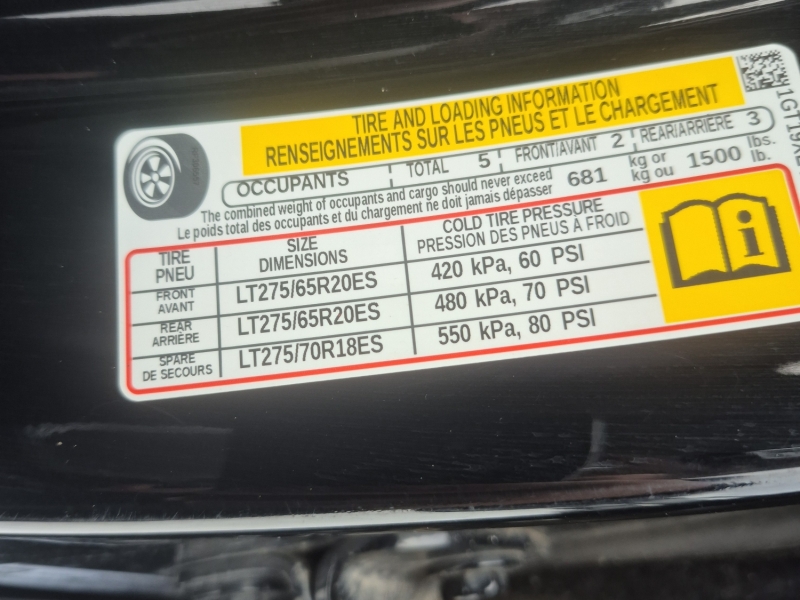 TIRE AND LOADING INFORMATION
RENSEIGNEMENTS SUR LES PNEUS ET LE CHARGEMENT
OCCUPANTS TOTAL 5 FRONT/AVANT 2 REAR/ARRIÈRE 3
The combined weight of occupants and cargo should never exceed 681 kg or 1500 lbs.
Le poids total des occupants et du chargement ne doit jamais dépasser kg ou lb.
TIRE SIZE COLD TIRE PRESSURE
PNEU DIMENSIONS PRESSION DES PNEUS À FROID
FRONT AVANT LT275/65R20ES 420 kPa, 60 PSI
REAR ARRIÈRE LT275/65R20ES 480 kPa, 70 PSI
SPARE DE SECOURS LT275/70R18ES 550 kPa, 80 PSI